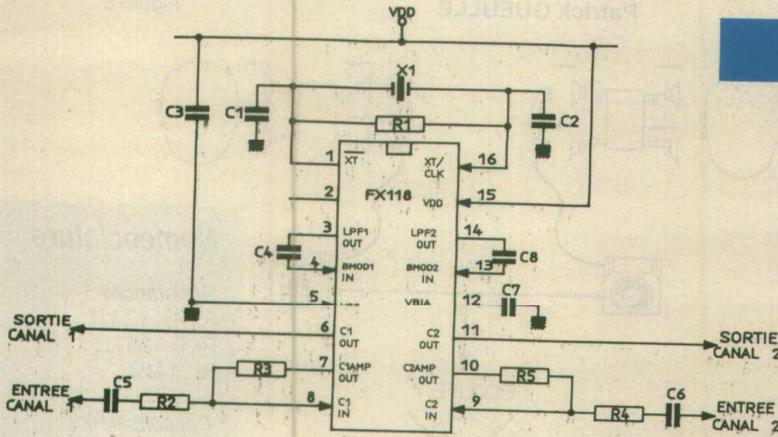 VDD
X1
C3
C1
C2
R1
1
XT
XT/
CLK
16
2
FX118
VDD
15
3
LPF1
OUT
LPF2
OUT
14
C4
C8
4
BMOD1
IN
BMOD2
IN
13
C7
5
VBIA
12
SORTIE
CANAL 1
6
C1
OUT
C2
OUT
11
SORTIE
CANAL 2
R3
7
C1AMP
OUT
C2AMP
OUT
10
R5
ENTREE
CANAL 1
C5
R2
8
C1
IN
C2
IN
9
R4
C6
ENTREE
CANAL 2
Patrick GUEULLE
Nomenclature